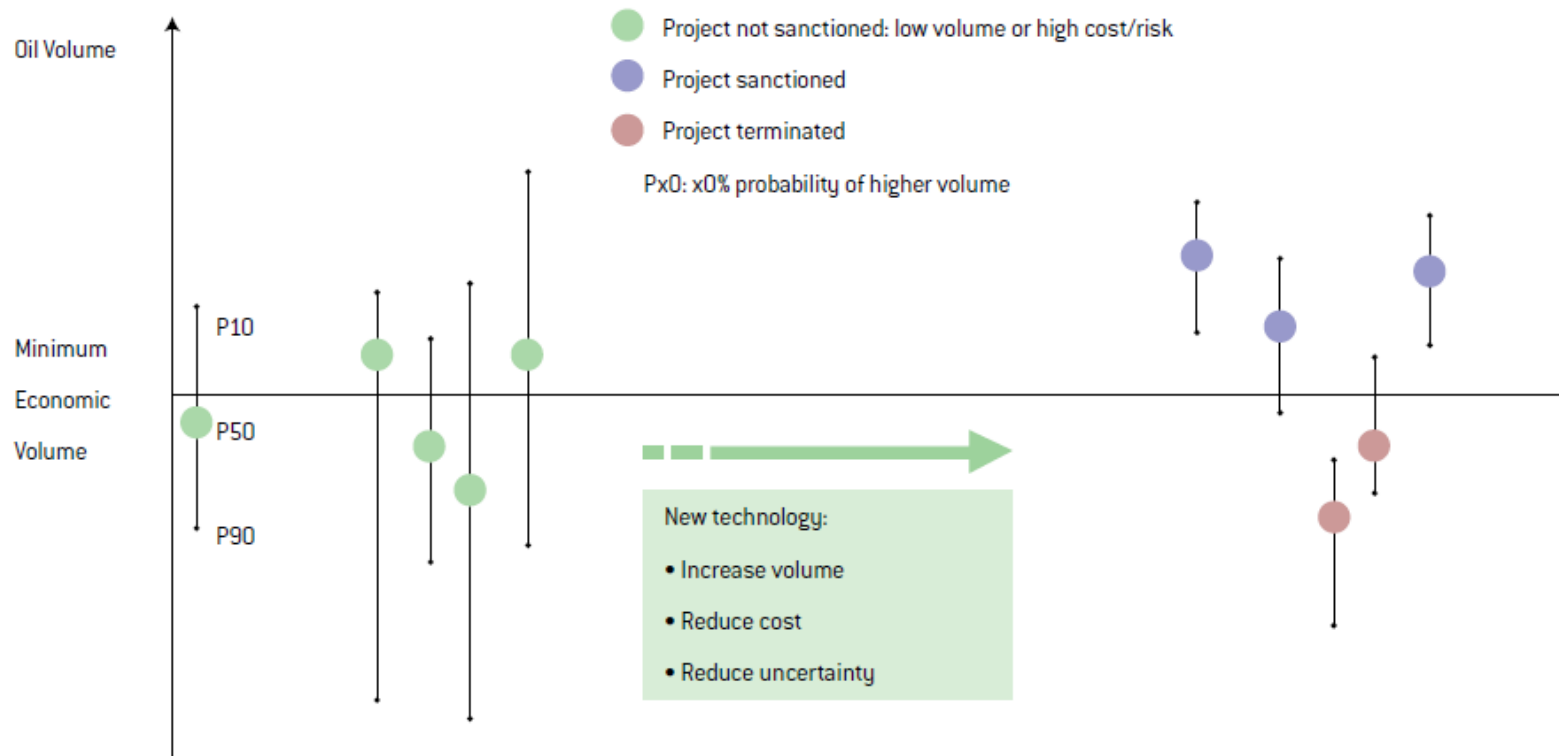 Oil Volume
Project not sanctioned: low volume or high cost/risk
Project sanctioned
Project terminated
Px0: x0% probability of higher volume
P10
Minimum
Economic
Volume
P50
P90
New technology:
• Increase volume
• Reduce cost
• Reduce uncertainty